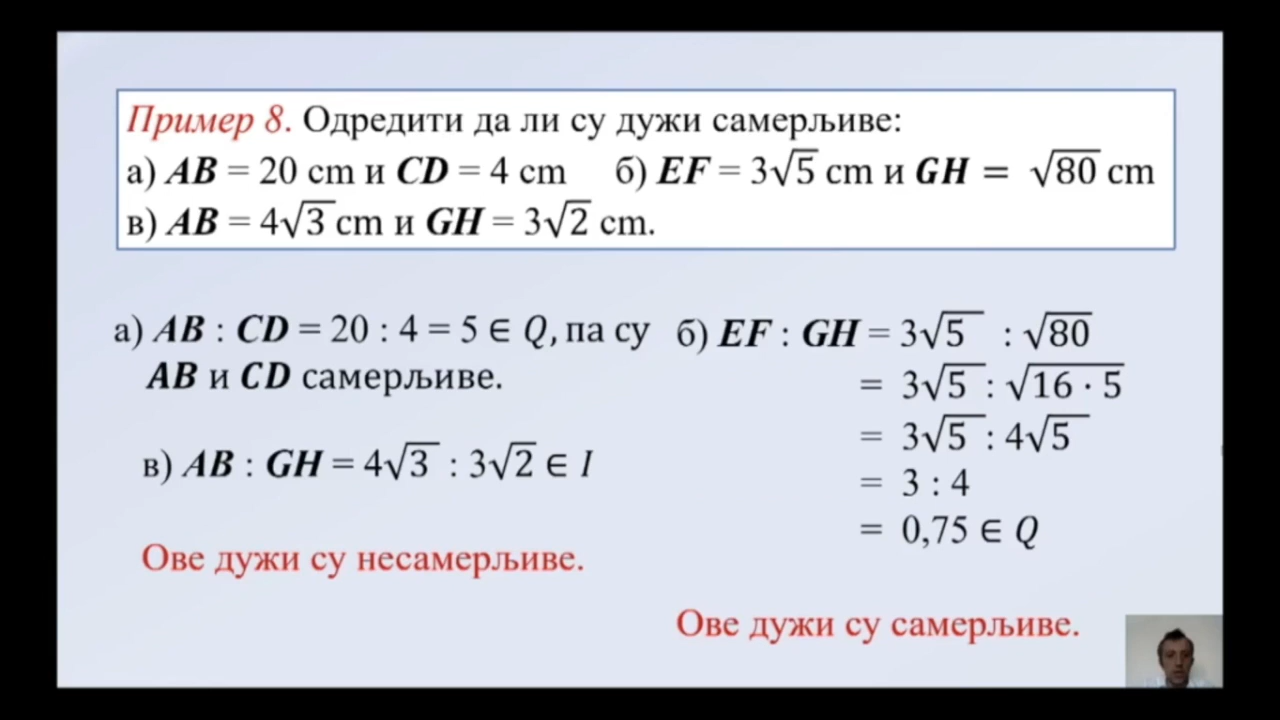 Пример 8. Одредити да ли су дужи самерљиве:
а) AB = 20 cm и CD = 4 cm б) EF = 3√5 cm и GH = √80 cm
в) AB = 4√3 cm и GH = 3√2 cm.
а) AB : CD = 20 : 4 = 5 ∈ Q, па су
AB и CD самерљиве.
в) AB : GH = 4√3 : 3√2 ∈ I
Ове дужи су несамерљиве.
б) EF : GH = 3√5 : √80
= 3√5 : √16 · 5
= 3√5 : 4√5
= 3 : 4
= 0,75 ∈ Q
Ове дужи су самерљиве.